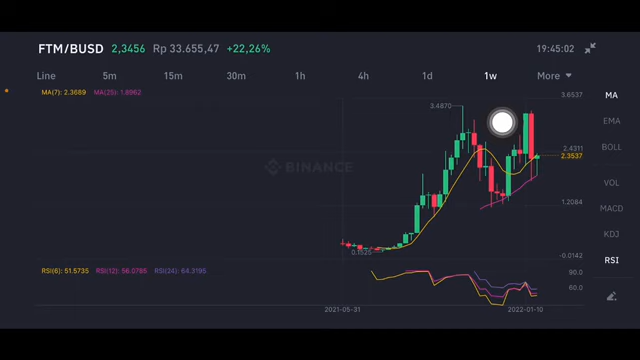 FTM/BUSD 2,3456 Rp 33.655,47 +22,26% 19:45:02
Line 5m 15m 30m 1h 4h 1d 1w More
MA(7): 2.3689 MA(25): 1.8962
3.6537
MA
3.4870
EMA
2.4311
BOLL
2.3537
BINANCE
VOL
1.2084
MACD
KDJ
0.1525
-0.0142
RSI
RSI(6): 51.5735 RSI(12): 56.0785 RSI(24): 64.3195
90.0
60.0
2021-05-31 2022-01-10